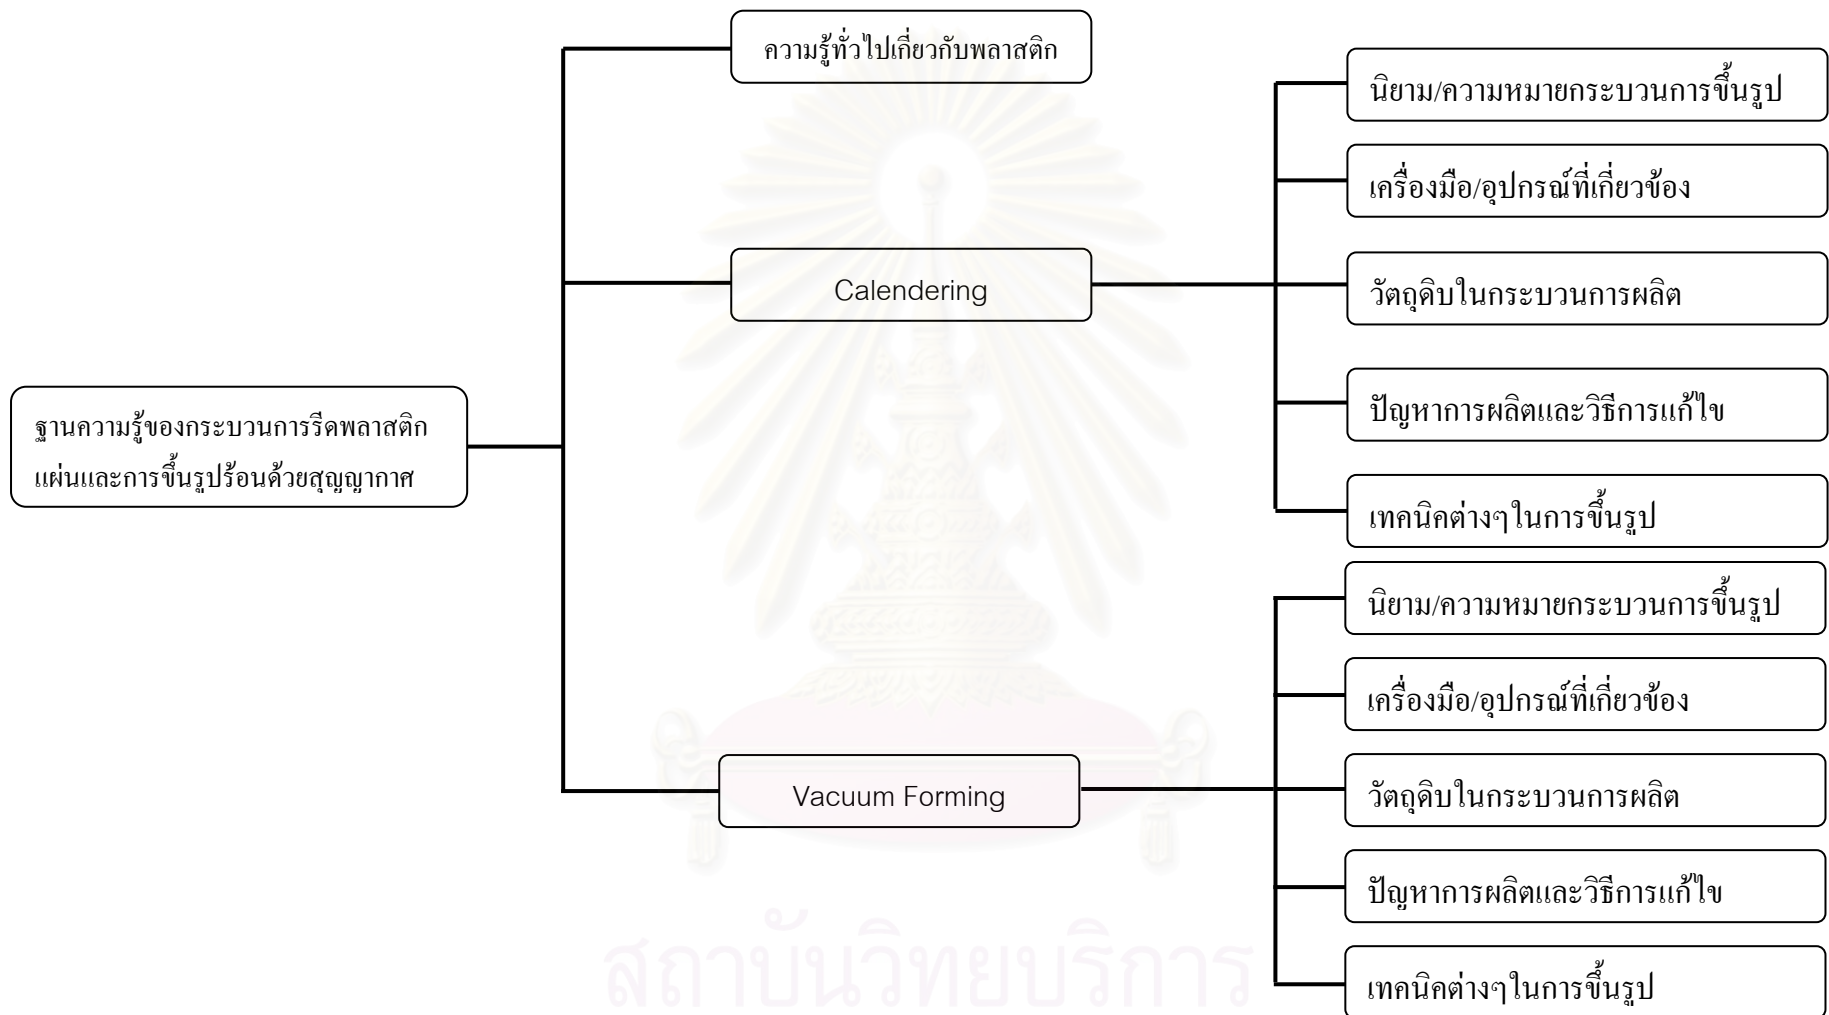 ความรู้ทั่วไปเกี่ยวกับพลาสติก
นิยาม/ความหมายกระบวนการขึ้นรูป
เครื่องมือ/อุปกรณ์ที่เกี่ยวข้อง
Calendering
วัตถุดิบในกระบวนการผลิต
ปัญหาการผลิตและวิธีการแก้ไข
ฐานความรู้ของกระบวนการรีดพลาสติก
แผ่นและการขึ้นรูปร้อนด้วยสุญญากาศ
เทคนิคต่างๆในการขึ้นรูป
นิยาม/ความหมายกระบวนการขึ้นรูป
เครื่องมือ/อุปกรณ์ที่เกี่ยวข้อง
Vacuum Forming
วัตถุดิบในกระบวนการผลิต
ปัญหาการผลิตและวิธีการแก้ไข
เทคนิคต่างๆในการขึ้นรูป
สถาบันวิทยบริการ